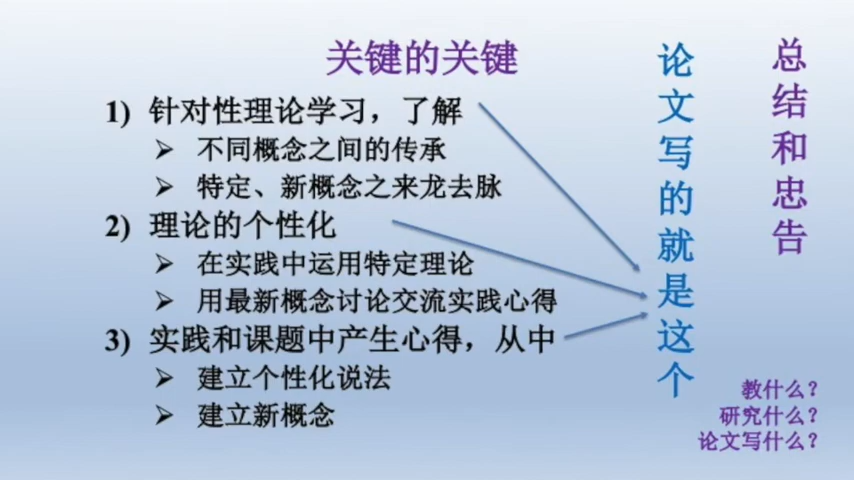 关键的关键
1) 针对性理论学习，了解
➢ 不同概念之间的传承
➢ 特定、新概念之来龙去脉
2) 理论的个性化
➢ 在实践中运用特定理论
➢ 用最新概念讨论交流实践心得
3) 实践和课题中产生心得，从中
➢ 建立个性化说法
➢ 建立新概念
论文写的就是这个
总结和忠告
教什么？
研究什么？
论文写什么？